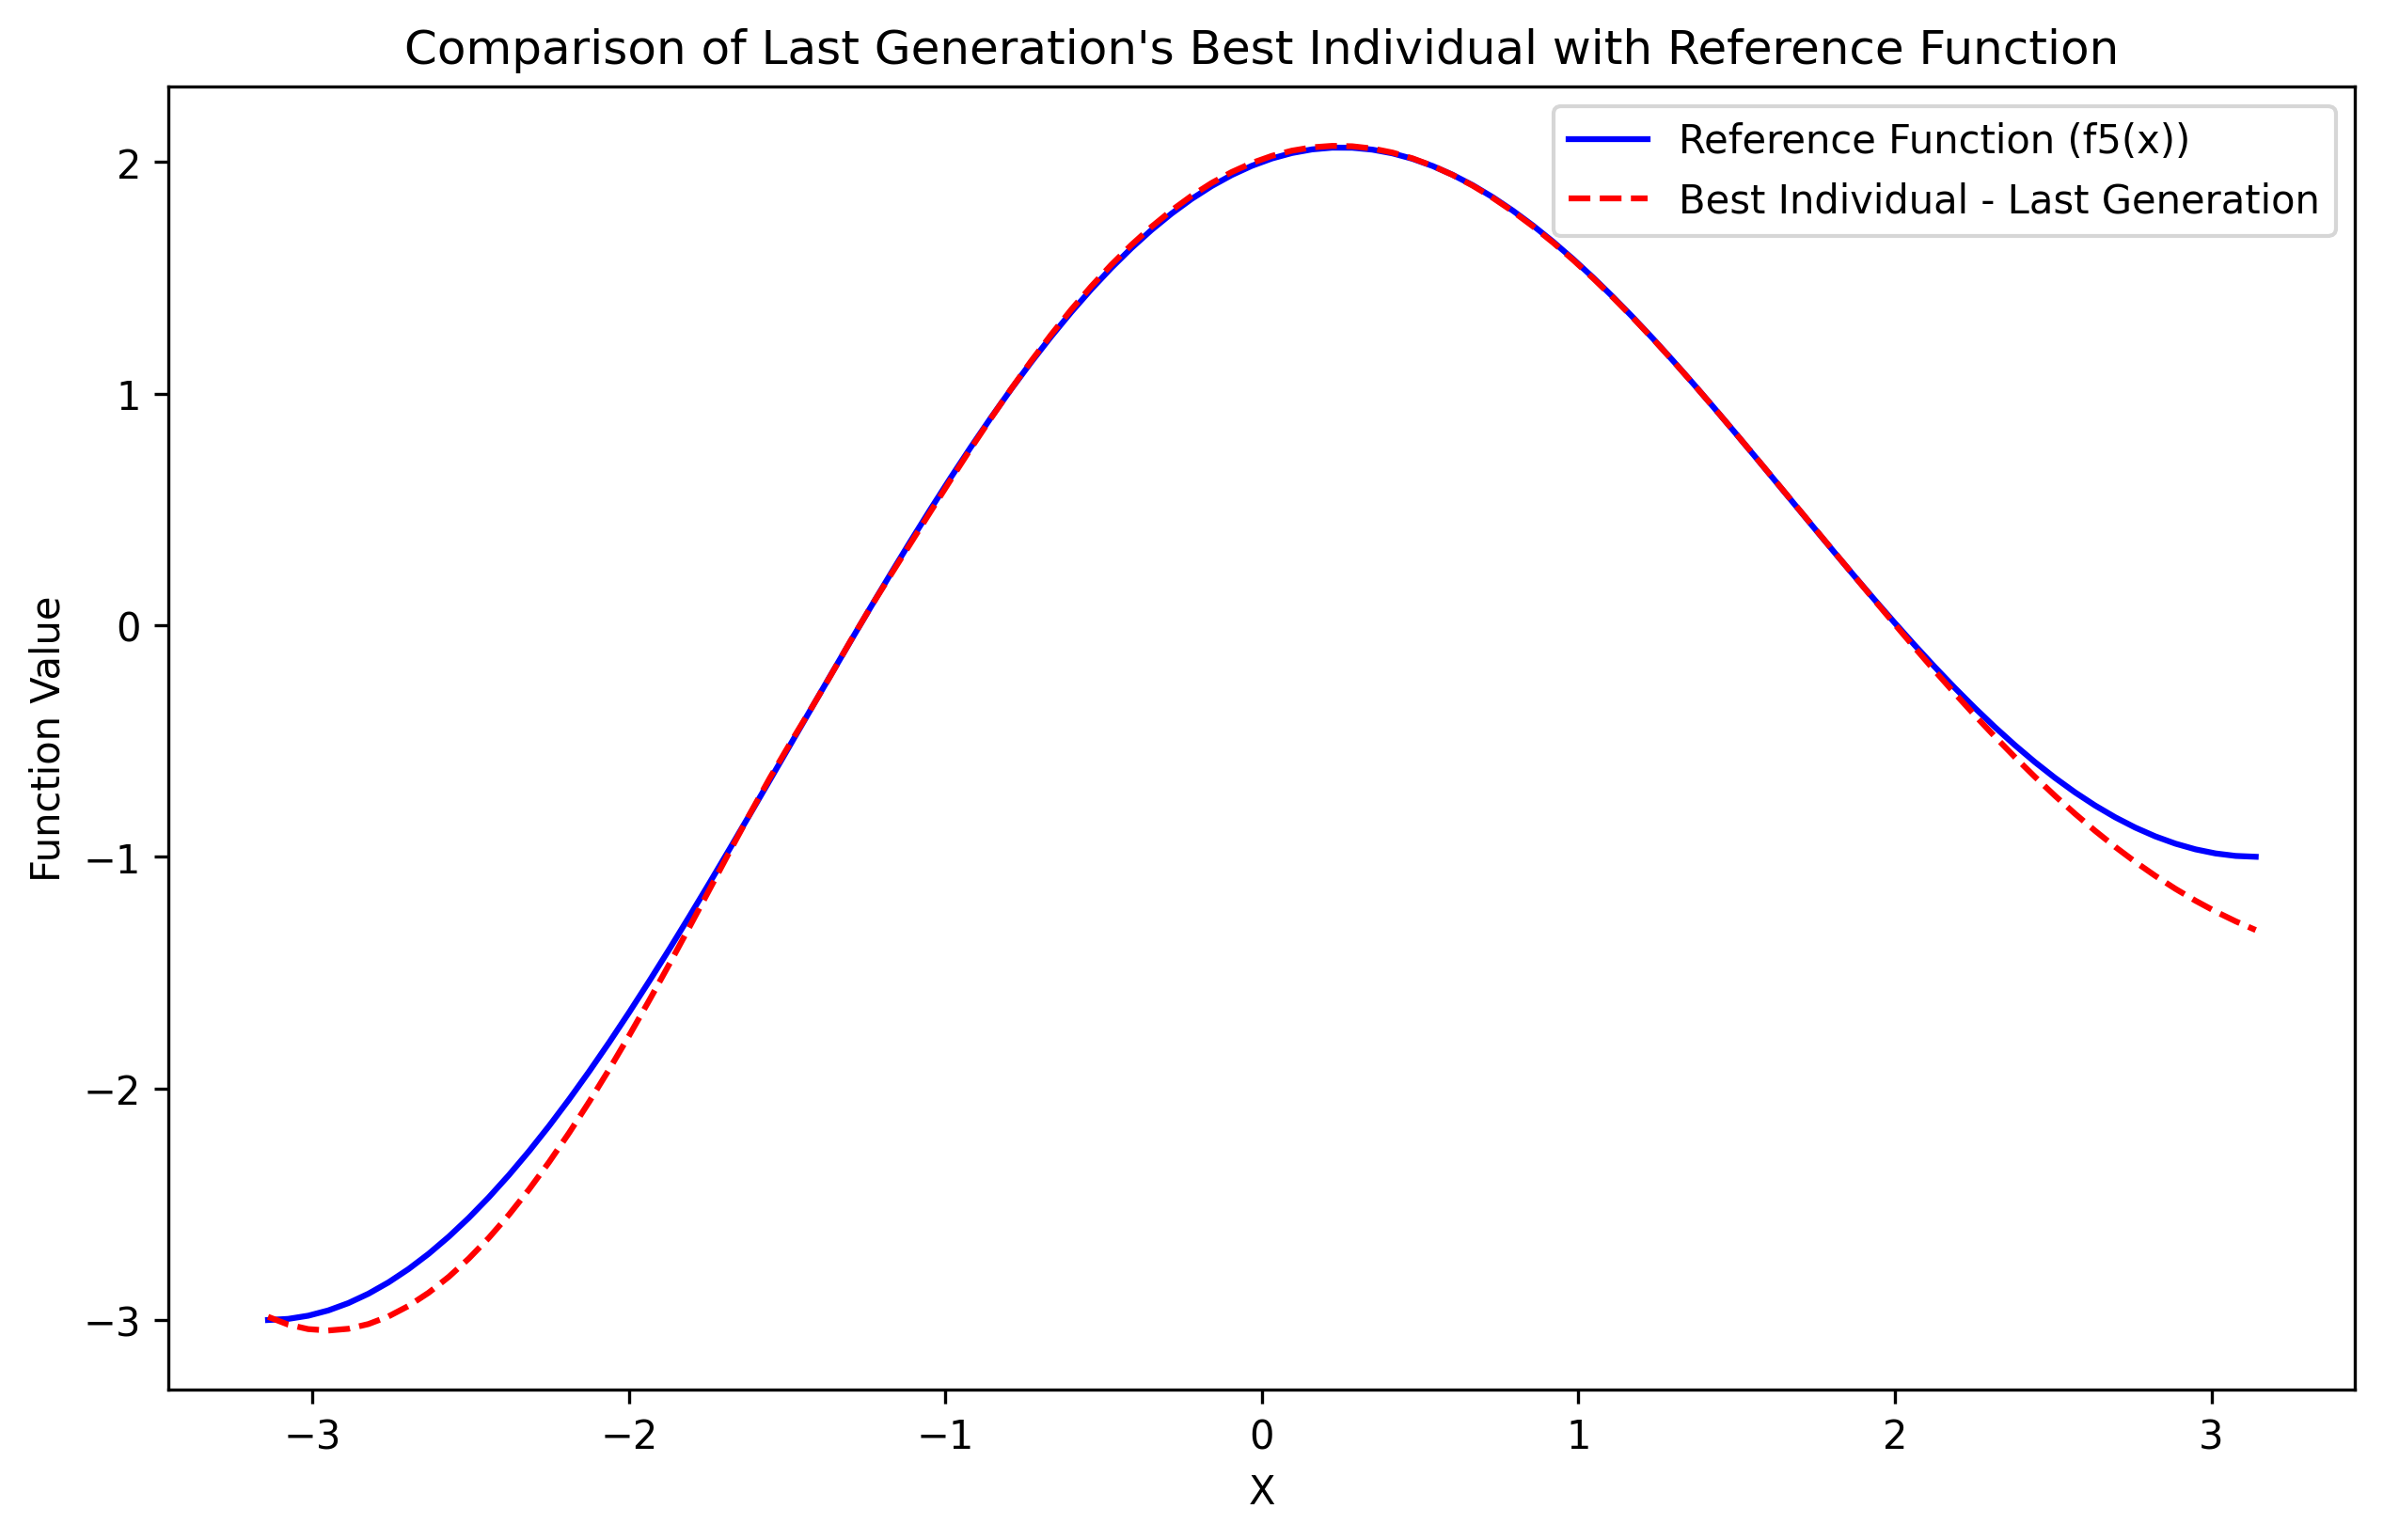 Comparison of Last Generation's Best Individual with Reference Function
Reference Function (f5(x))
Best Individual - Last Generation
Function Value
2
1
0
−1
−2
−3
−3 −2 −1 0 1 2 3
X